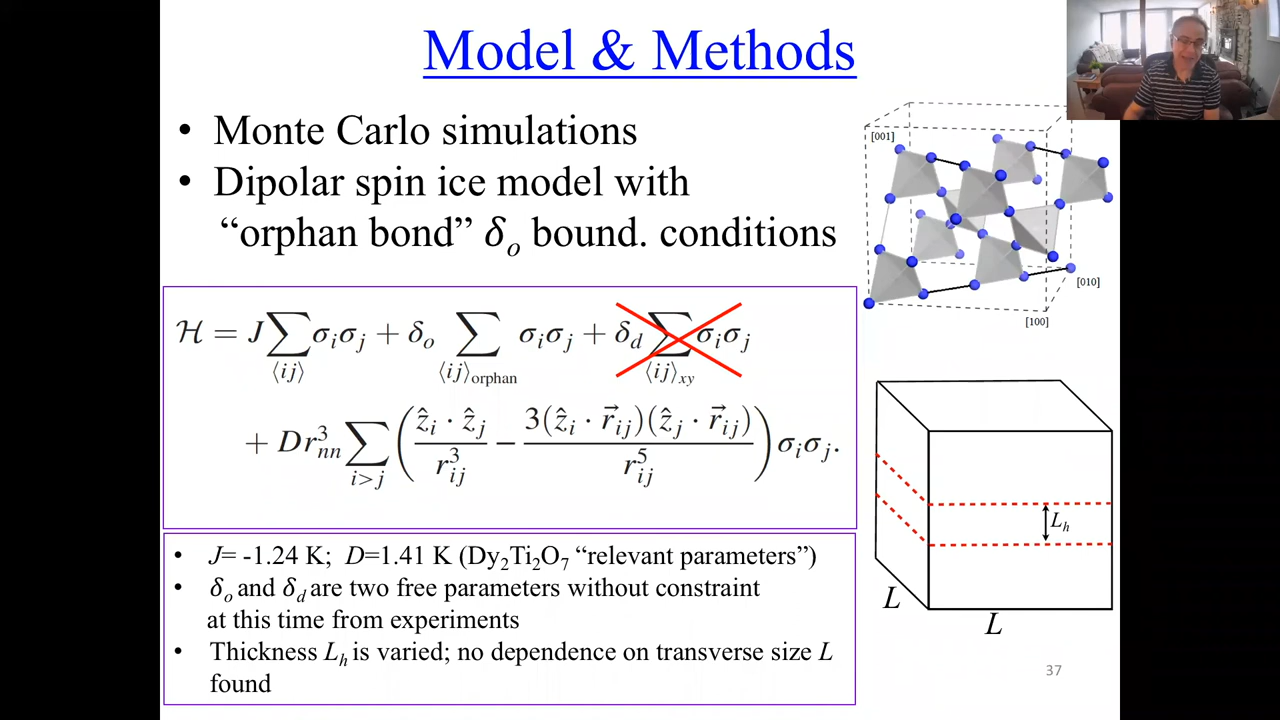 Model & Methods
• Monte Carlo simulations
• Dipolar spin ice model with
“orphan bond” δₒ bound. conditions
[001]
[010]
[100]
ℋ = J∑⟨ij⟩ σᵢσⱼ + δₒ ∑⟨ij⟩orphan σᵢσⱼ + δ_d ∑⟨ij⟩xy σᵢσⱼ
+ Dr³ₙₙ ∑ i>j ( ẑᵢ · ẑⱼ / r³ᵢⱼ − 3(ẑᵢ · r⃗ᵢⱼ)(ẑⱼ · r⃗ᵢⱼ) / r⁵ᵢⱼ ) σᵢσⱼ.
Lₕ
L
L
• J= -1.24 K; D=1.41 K (Dy₂Ti₂O₇ “relevant parameters”)
• δₒ and δ_d are two free parameters without constraint
at this time from experiments
• Thickness Lₕ is varied; no dependence on transverse size L
found
37